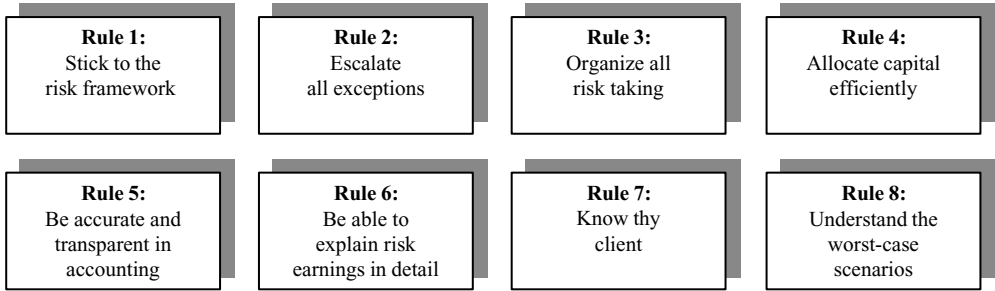 Rule 1:
Stick to the
risk framework
Rule 2:
Escalate
all exceptions
Rule 3:
Organize all
risk taking
Rule 4:
Allocate capital
efficiently
Rule 5:
Be accurate and
transparent in
accounting
Rule 6:
Be able to
explain risk
earnings in detail
Rule 7:
Know thy
client
Rule 8:
Understand the
worst-case
scenarios